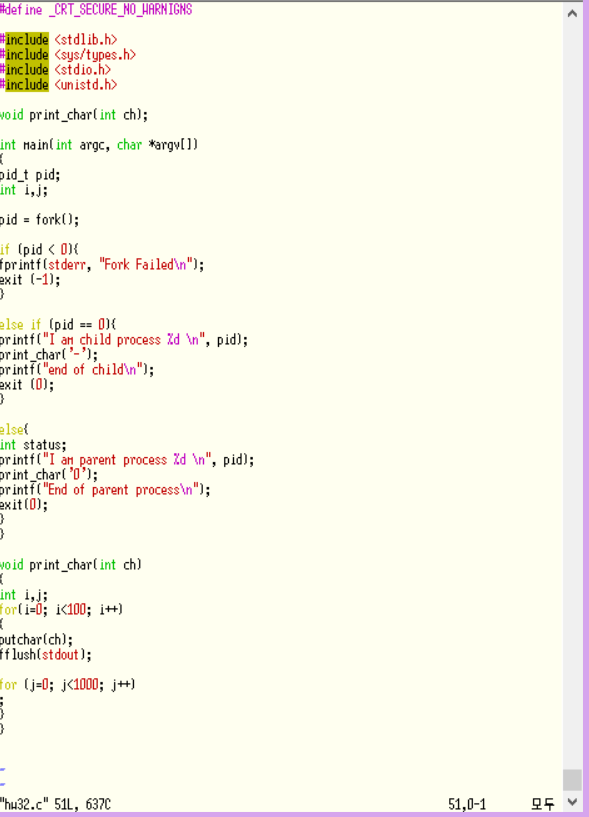 #define _CRT_SECURE_NO_WARNIGNS
#include <stdlib.h>
#include <sys/types.h>
#include <stdio.h>
#include <unistd.h>
void print_char(int ch);
int main(int argc, char *argv[])
{
pid_t pid;
int i,j;
pid = fork();
if (pid < 0){
fprintf(stderr, "Fork Failed\n");
exit (-1);
}
else if (pid == 0){
printf("I am child process %d \n", pid);
print_char('-');
printf("end of child\n");
exit (0);
}
else{
int status;
printf("I am parent process %d \n", pid);
print_char('0');
printf("End of parent process\n");
exit(0);
}
}
void print_char(int ch)
{
int i,j;
for(i=0; i<100; i++)
{
putchar(ch);
fflush(stdout);
for (j=0; j<1000; j++)
;
}
}
~
~
"hw32.c" 51L, 637C 51,0-1 모두